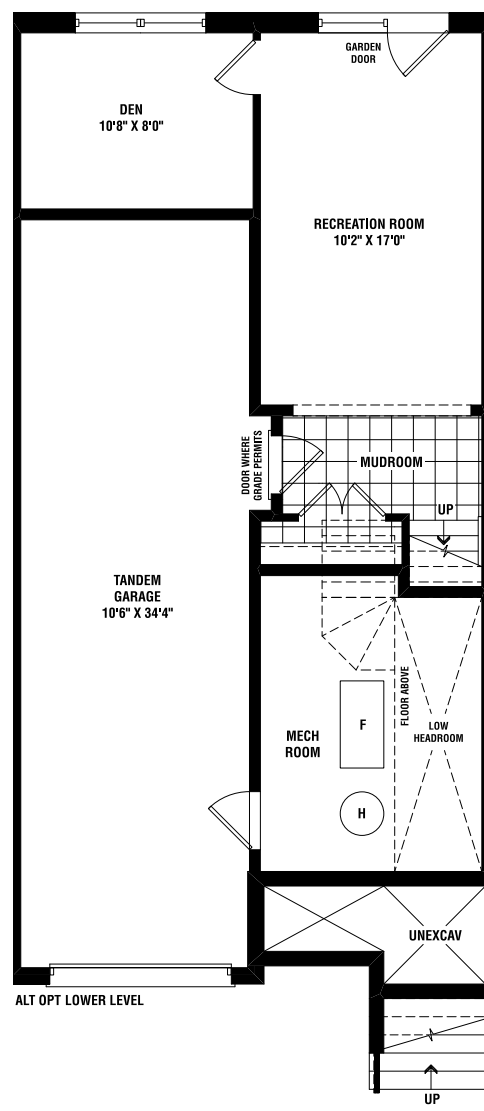 GARDEN
DOOR
DEN
10'8" X 8'0"
RECREATION ROOM
10'2" X 17'0"
DOOR WHERE
GRADE PERMITS
MUDROOM
UP
TANDEM
GARAGE
10'6" X 34'4"
FLOOR ABOVE
F
LOW
HEADROOM
MECH
ROOM
H
UNEXCAV
ALT OPT LOWER LEVEL
UP